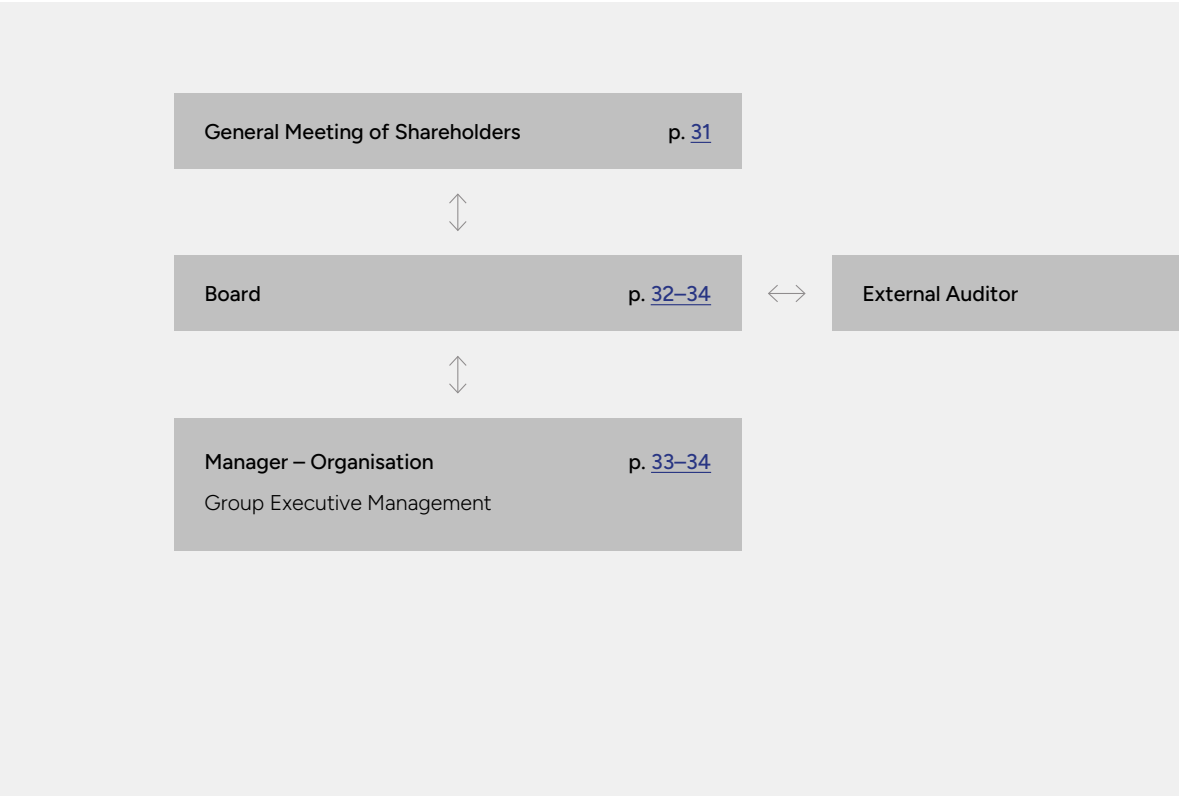 General Meeting of Shareholders p. 31
Board p. 32–34
External Auditor
Manager – Organisation p. 33–34
Group Executive Management